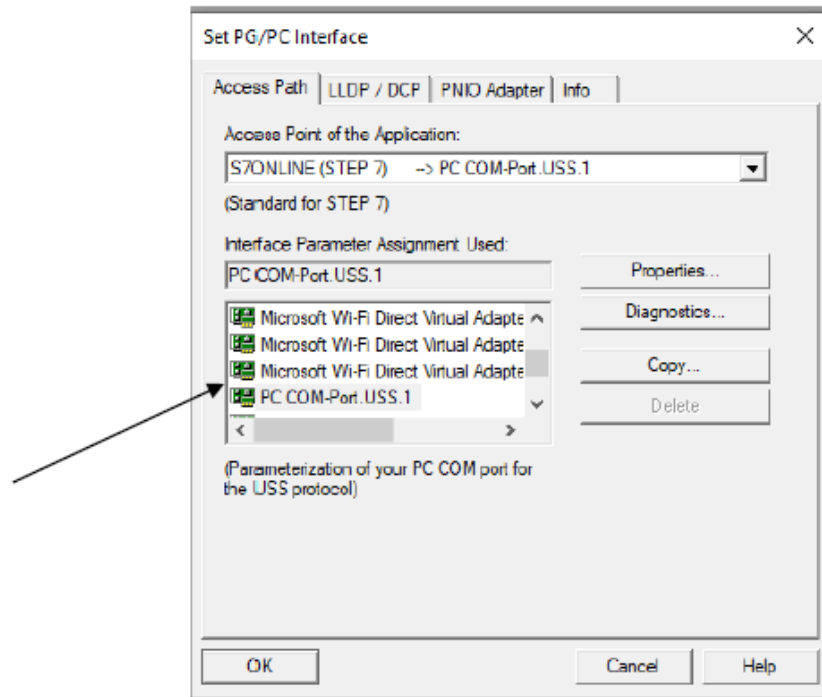 Set PG/PC Interface
Access Path LLDP / DCP PNIO Adapter Info
Access Point of the Application:
S7ONLINE (STEP 7) --> PC COM-Port.USS.1
(Standard for STEP 7)
Interface Parameter Assignment Used:
PC COM-Port.USS.1
Properties...
Diagnostics...
Copy...
Delete
Microsoft Wi-Fi Direct Virtual Adapte
Microsoft Wi-Fi Direct Virtual Adapte
Microsoft Wi-Fi Direct Virtual Adapte
PC COM-Port.USS.1
(Parameterization of your PC COM port for
the USS protocol)
OK Cancel Help